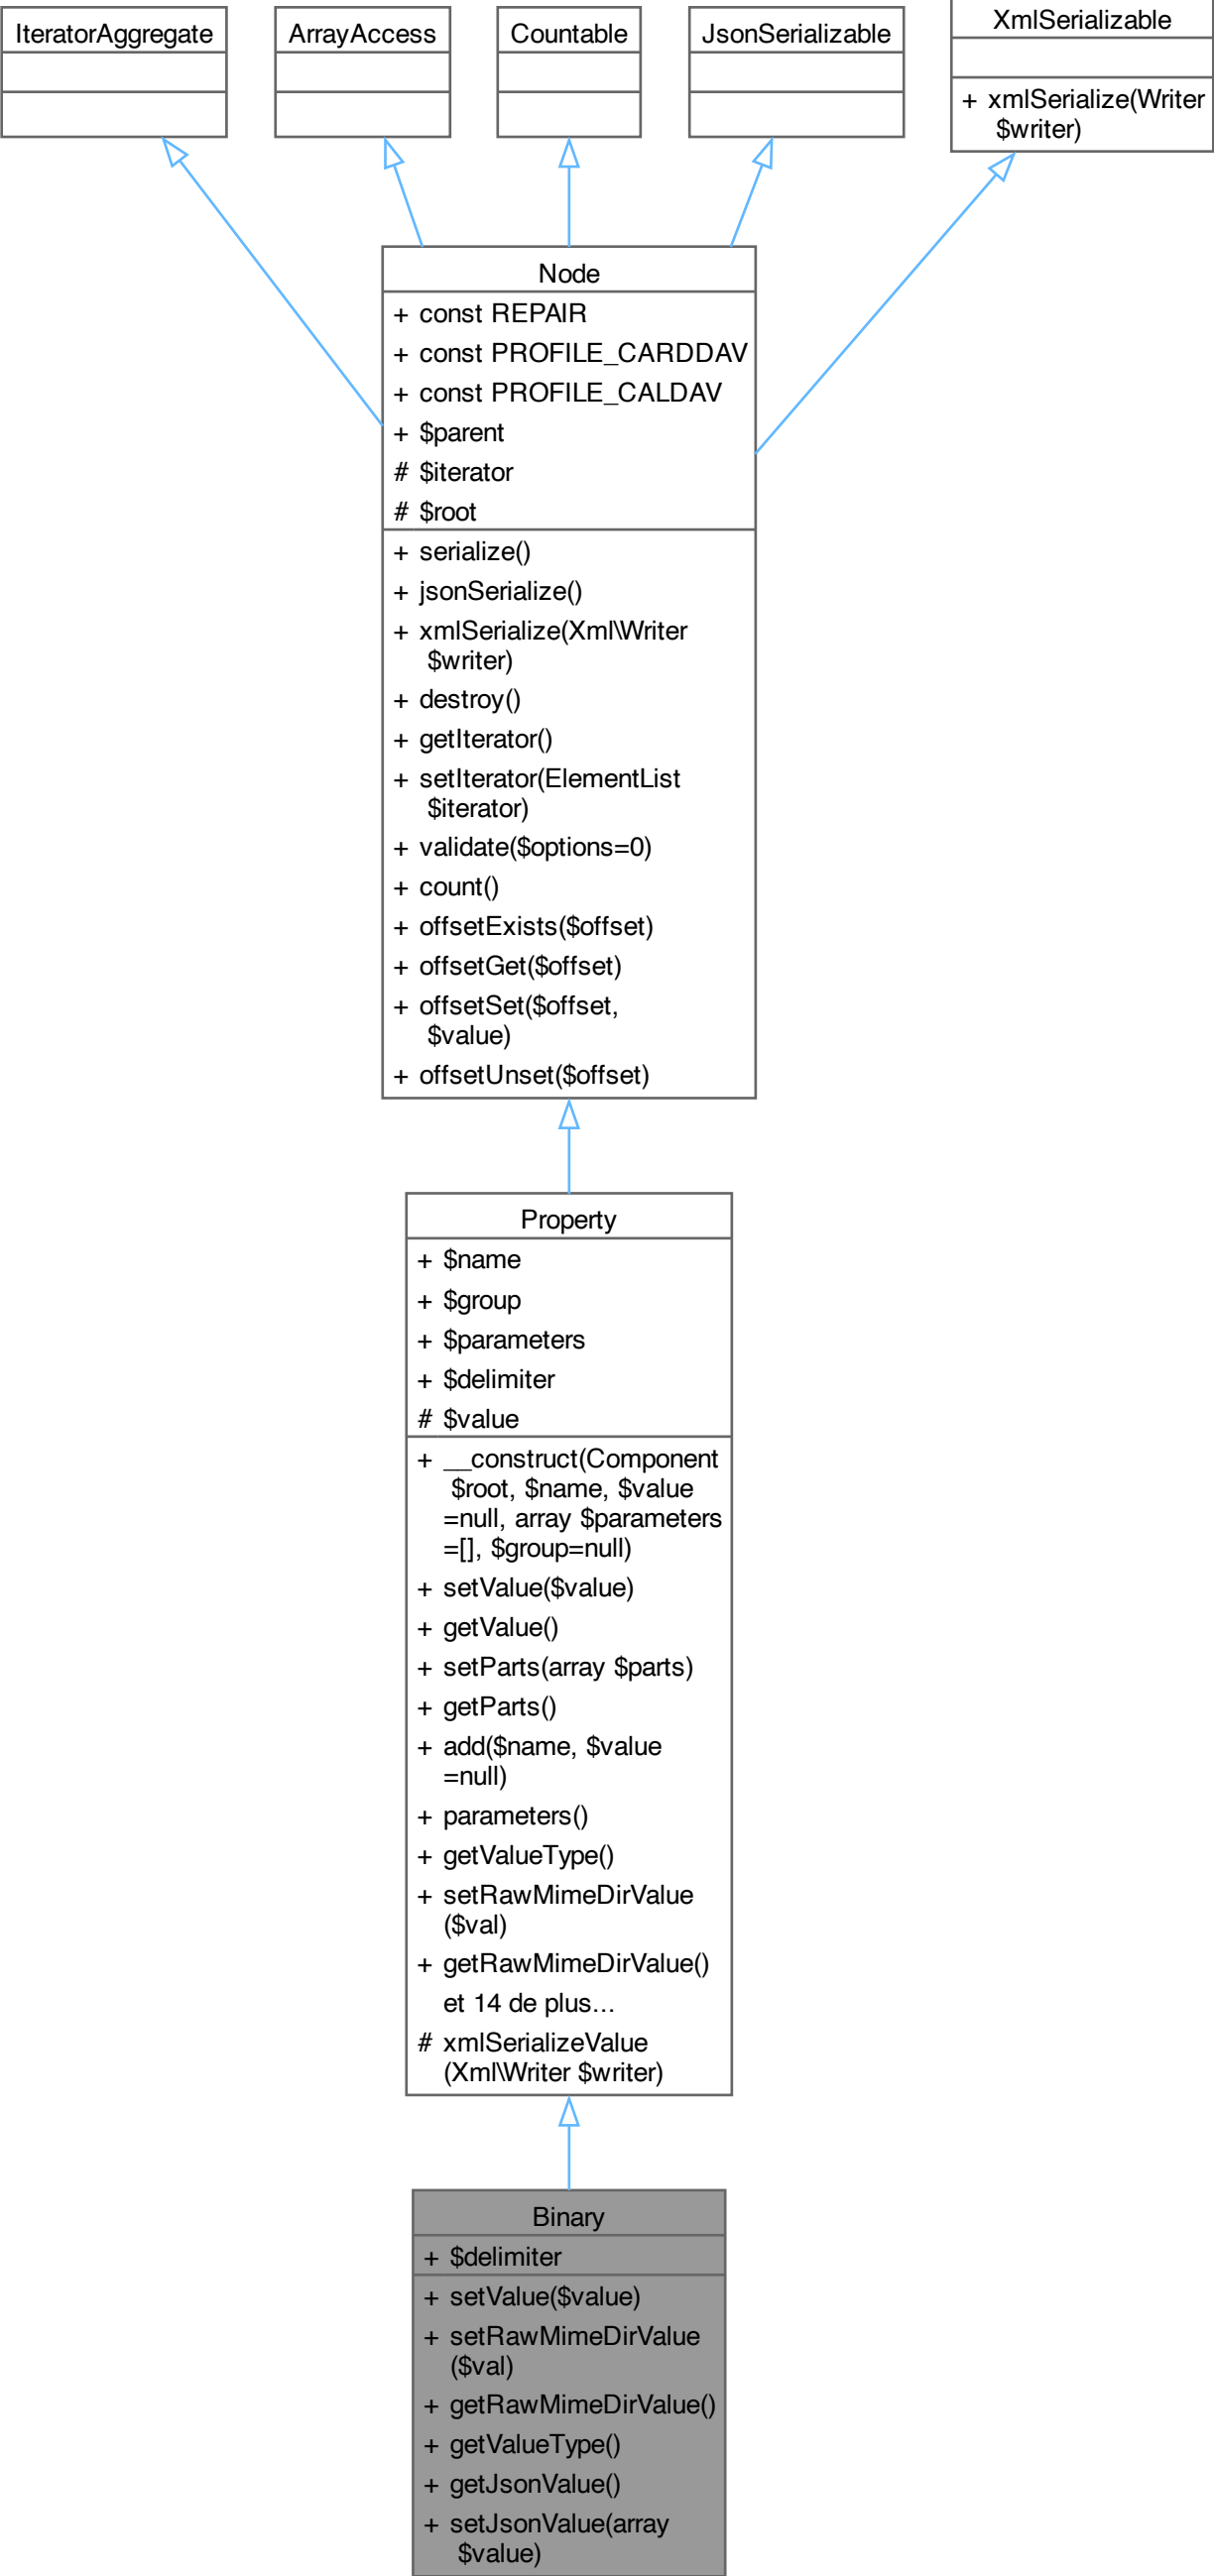 IteratorAggregate
ArrayAccess
Countable
JsonSerializable
XmlSerializable
+ xmlSerialize(Writer
$writer)
Node
+ const REPAIR
+ const PROFILE_CARDDAV
+ const PROFILE_CALDAV
+ $parent
# $iterator
# $root
+ serialize()
+ jsonSerialize()
+ xmlSerialize(Xml\Writer
$writer)
+ destroy()
+ getIterator()
+ setIterator(ElementList
$iterator)
+ validate($options=0)
+ count()
+ offsetExists($offset)
+ offsetGet($offset)
+ offsetSet($offset,
$value)
+ offsetUnset($offset)
Property
+ $name
+ $group
+ $parameters
+ $delimiter
# $value
+ __construct(Component
$root, $name, $value
=null, array $parameters
=[], $group=null)
+ setValue($value)
+ getValue()
+ setParts(array $parts)
+ getParts()
+ add($name, $value
=null)
+ parameters()
+ getValueType()
+ setRawMimeDirValue
($val)
+ getRawMimeDirValue()
et 14 de plus...
# xmlSerializeValue
(Xml\Writer $writer)
Binary
+ $delimiter
+ setValue($value)
+ setRawMimeDirValue
($val)
+ getRawMimeDirValue()
+ getValueType()
+ getJsonValue()
+ setJsonValue(array
$value)